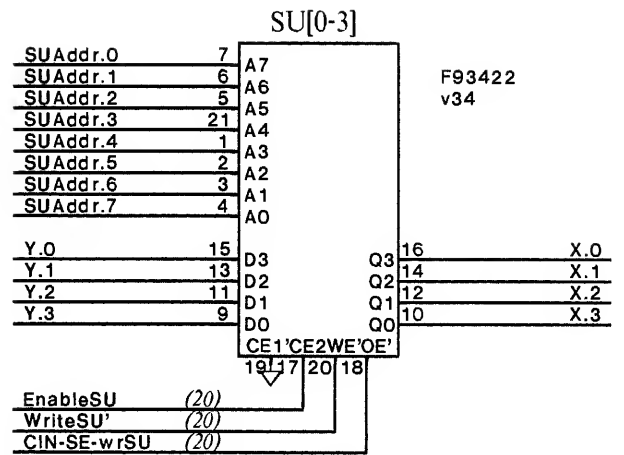 SU[0-3]
SUAddr.0 7 A7
SUAddr.1 6 A6
SUAddr.2 5 A5
SUAddr.3 21 A4
SUAddr.4 1 A3
SUAddr.5 2 A2
SUAddr.6 3 A1
SUAddr.7 4 A0
F93422
v34
Y.0 15 D3 Q3 16 X.0
Y.1 13 D2 Q2 14 X.1
Y.2 11 D1 Q1 12 X.2
Y.3 9 D0 Q0 10 X.3
CE1'CE2WE'OE'
19 17 20 18
EnableSU (20)
WriteSU' (20)
CIN-SE-wrSU (20)